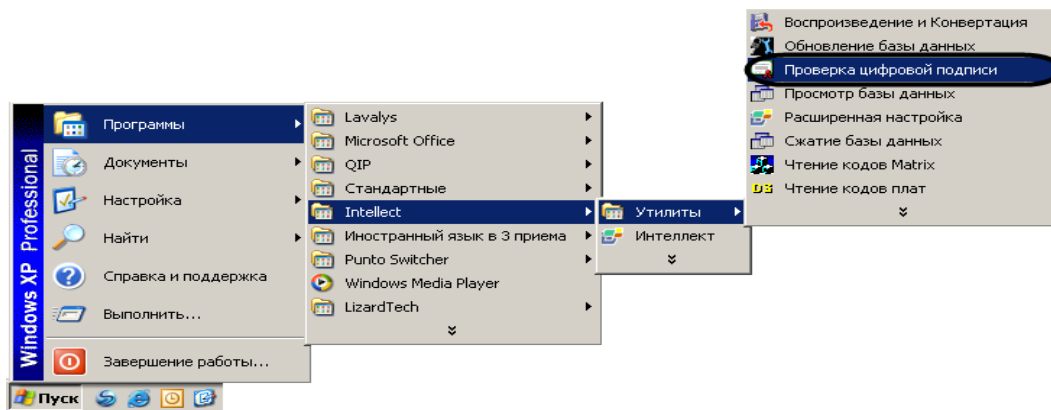 Воспроизведение и Конвертация
Обновление базы данных
Проверка цифровой подписи
Просмотр базы данных
Расширенная настройка
Сжатие базы данных
Чтение кодов Matrix
DS Чтение кодов плат
Windows XP Professional
Программы
Документы
Настройка
Найти
Справка и поддержка
Выполнить...
Завершение работы...
Lavalys
Microsoft Office
QIP
Стандартные
Intellect
Иностранный язык в 3 приема
Punto Switcher
Windows Media Player
LizardTech
Утилиты
Интеллект
Пуск